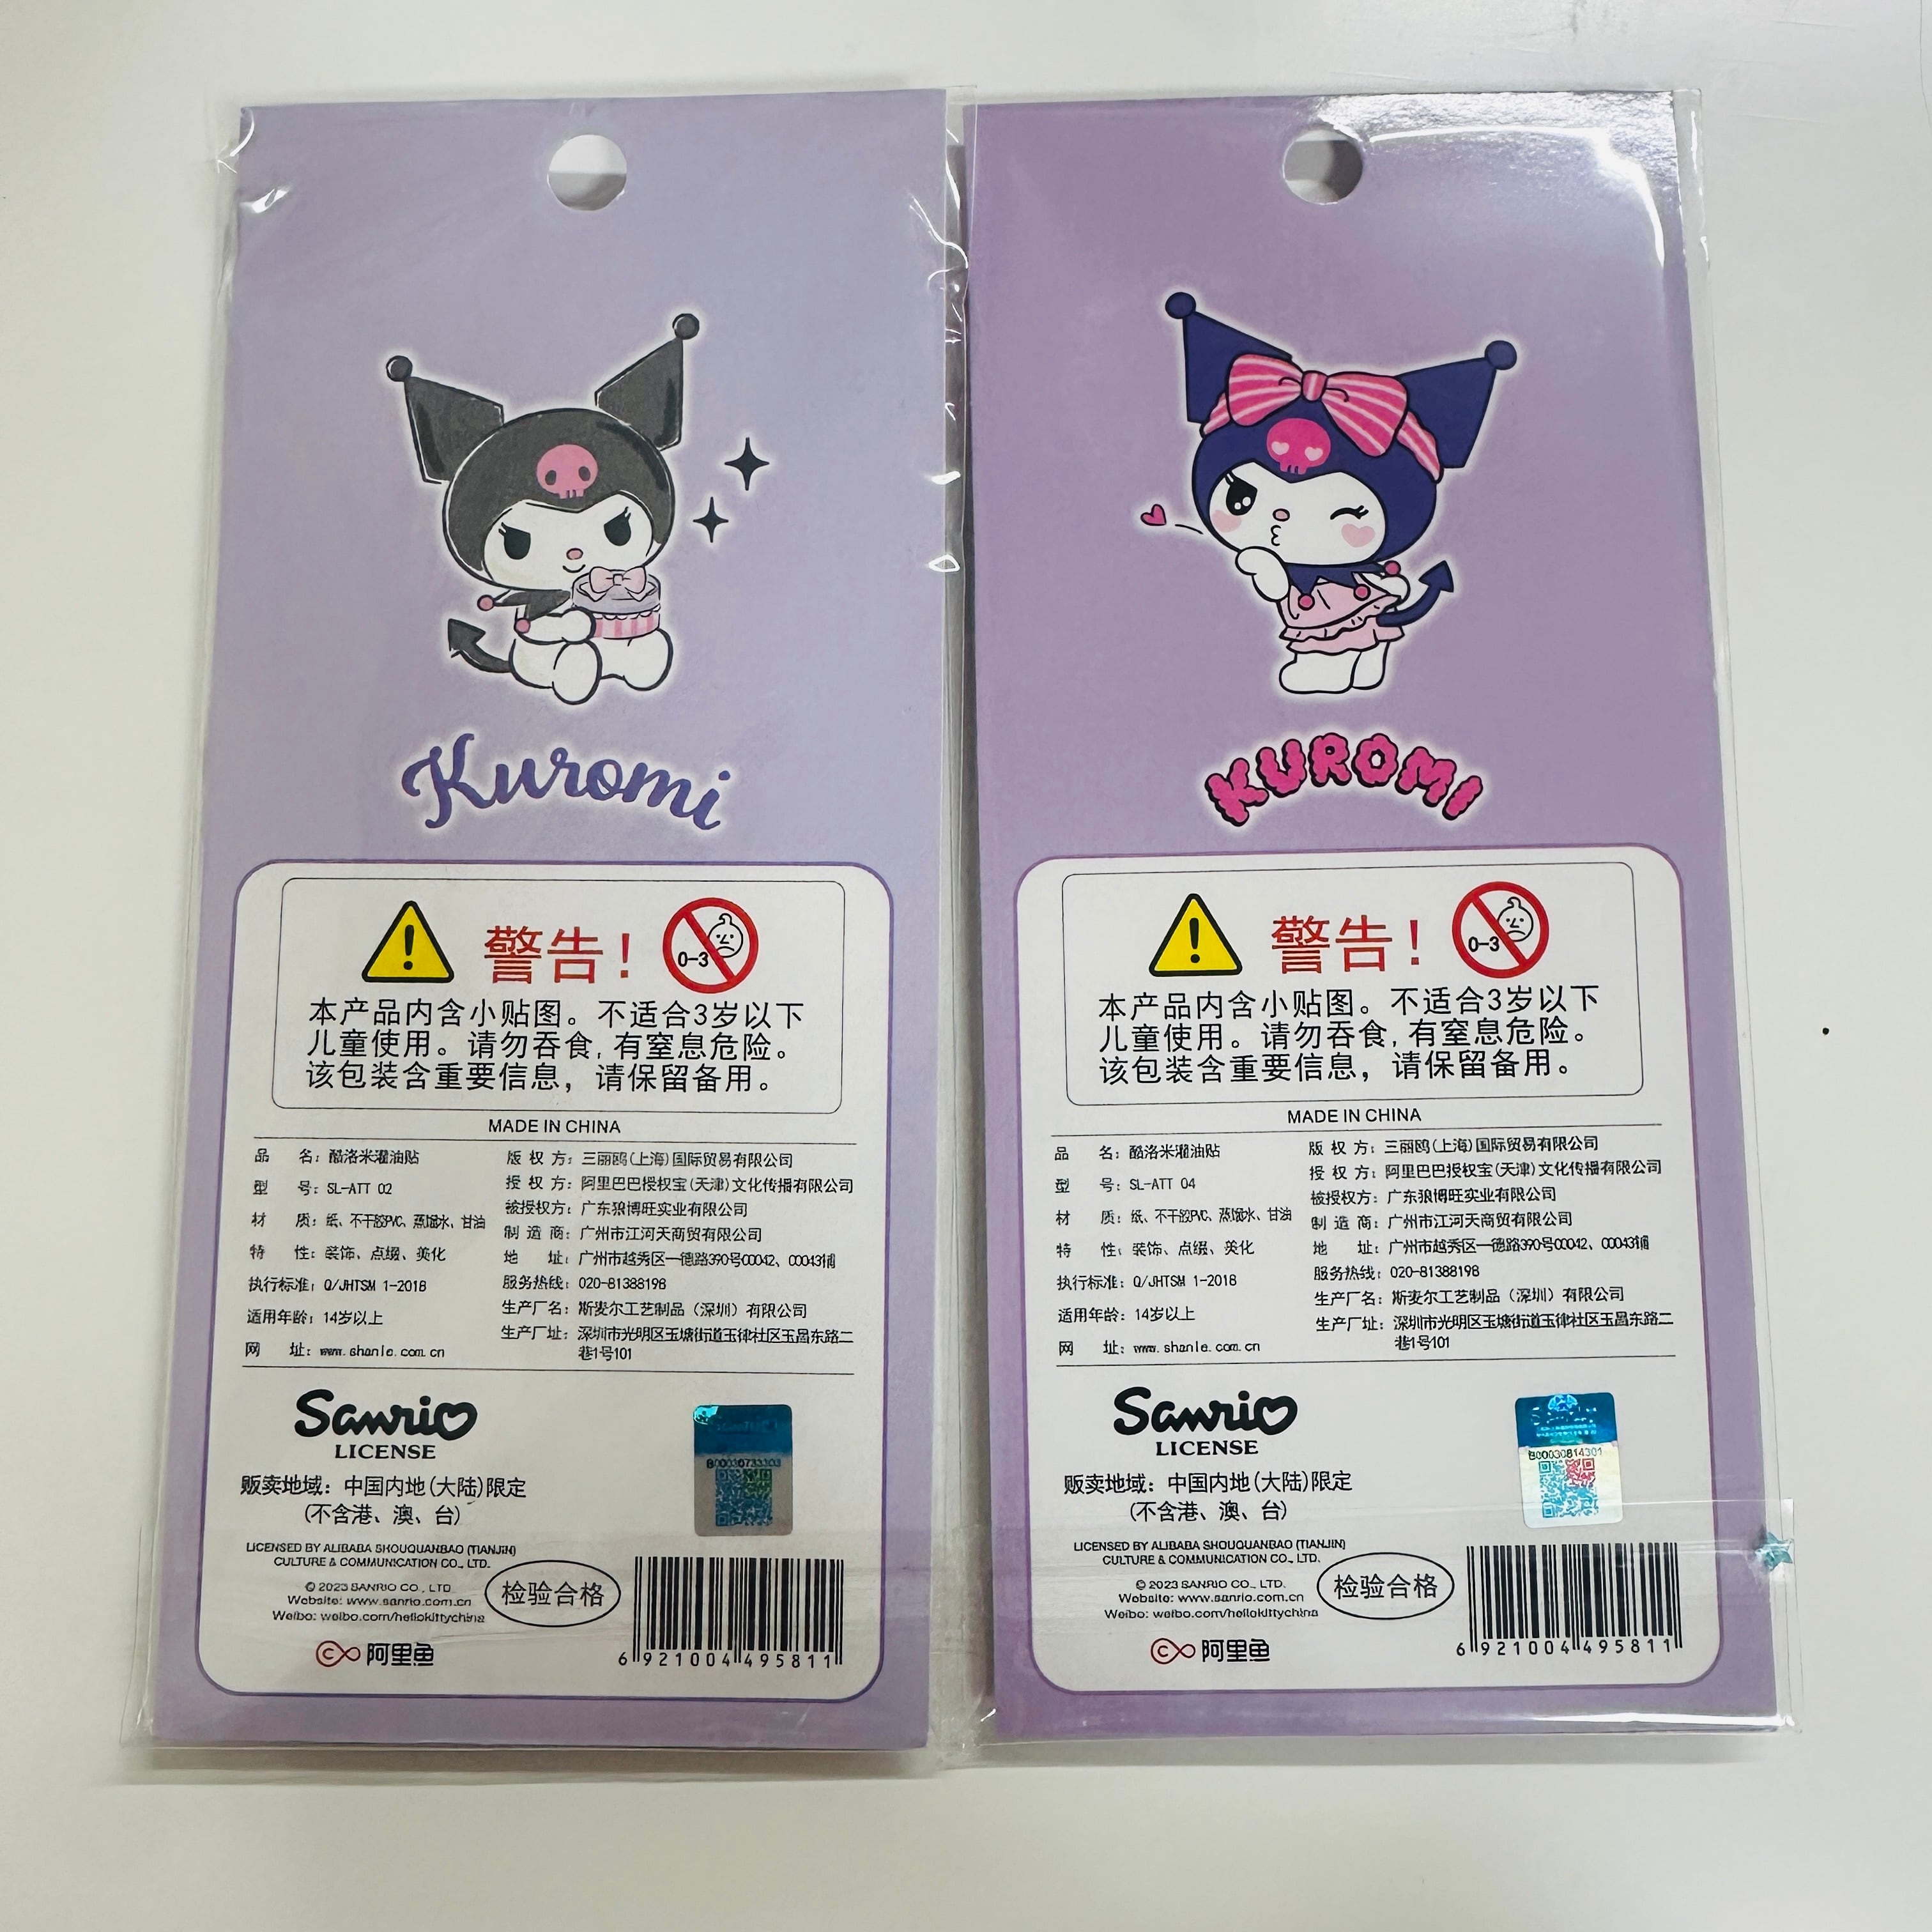 Kuromi
警告！
0-3
本产品内含小贴图。不适合3岁以下
儿童使用。请勿吞食,有窒息危险。
该包装含重要信息，请保留备用。
MADE IN CHINA
品 名：酷洛米灌油贴
型 号：SL-ATT 02
材 质：纸、不干胶PVC、蒸馏水、甘油
特 性：装饰、点缀、美化
执行标准：Q/JHTSM 1-2018
适用年龄：14岁以上
网 址：www.shanle.com.cn
版 权 方：三丽鸥(上海)国际贸易有限公司
授 权 方：阿里巴巴授权宝(天津)文化传播有限公司
被授权方：广东狼博旺实业有限公司
制 造 商：广州市江河天商贸有限公司
地 址：广州市越秀区一德路390号00042、00043铺
服务热线：020-81388198
生产厂名：斯麦尔工艺制品（深圳）有限公司
生产厂址：深圳市光明区玉塘街道玉律社区玉昌东路二
巷1号101
Sanrio
LICENSE
贩卖地域：中国内地(大陆)限定
(不含港、澳、台)
LICENSED BY ALIBABA SHOUQUANBAO (TIANJIN)
CULTURE & COMMUNICATION CO., LTD.
© 2023 SANRIO CO., LTD.
Website: www.sanrio.com.cn
Weibo: weibo.com/hellokittychina
检验合格
阿里鱼
6 921004 495811
KUROMI
警告！
0-3
本产品内含小贴图。不适合3岁以下
儿童使用。请勿吞食,有窒息危险。
该包装含重要信息，请保留备用。
MADE IN CHINA
品 名：酷洛米灌油贴
型 号：SL-ATT 04
材 质：纸、不干胶PVC、蒸馏水、甘油
特 性：装饰、点缀、美化
执行标准：Q/JHTSM 1-2018
适用年龄：14岁以上
网 址：www.shanle.com.cn
版 权 方：三丽鸥(上海)国际贸易有限公司
授 权 方：阿里巴巴授权宝(天津)文化传播有限公司
被授权方：广东狼博旺实业有限公司
制 造 商：广州市江河天商贸有限公司
地 址：广州市越秀区一德路390号00042、00043铺
服务热线：020-81388198
生产厂名：斯麦尔工艺制品（深圳）有限公司
生产厂址：深圳市光明区玉塘街道玉律社区玉昌东路二
巷1号101
Sanrio
LICENSE
B00030814301
贩卖地域：中国内地(大陆)限定
(不含港、澳、台)
LICENSED BY ALIBABA SHOUQUANBAO (TIANJIN)
CULTURE & COMMUNICATION CO., LTD.
© 2023 SANRIO CO., LTD.
Website: www.sanrio.com.cn
Weibo: weibo.com/hellokittychina
检验合格
阿里鱼
6 921004 495811